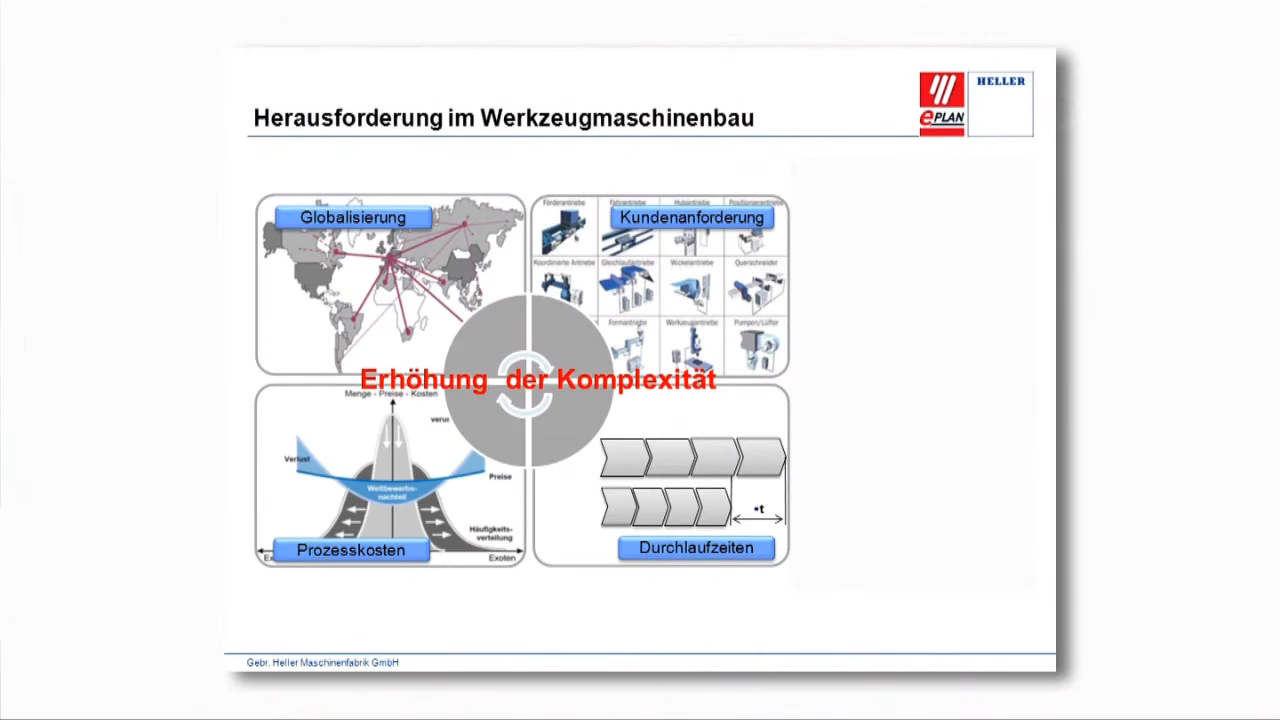 HELLER
ePLAN
Herausforderung im Werkzeugmaschinenbau
Globalisierung
Förderantriebe Fahrantriebe Hubantriebe Positionierantriebe
Kundenanforderung
Koordinierte Antriebe Gleichlaufantriebe Wickelantriebe Querschneider
Formantriebe Werkzeugantriebe Pumpen/Lüfter
Erhöhung der Komplexität
Menge - Preise - Kosten
Verlust
Preise
Wettbewerbs-
nachteil
Häufigkeits-
verteilung
Exoten
Prozesskosten
t
Durchlaufzeiten
Gebr. Heller Maschinenfabrik GmbH